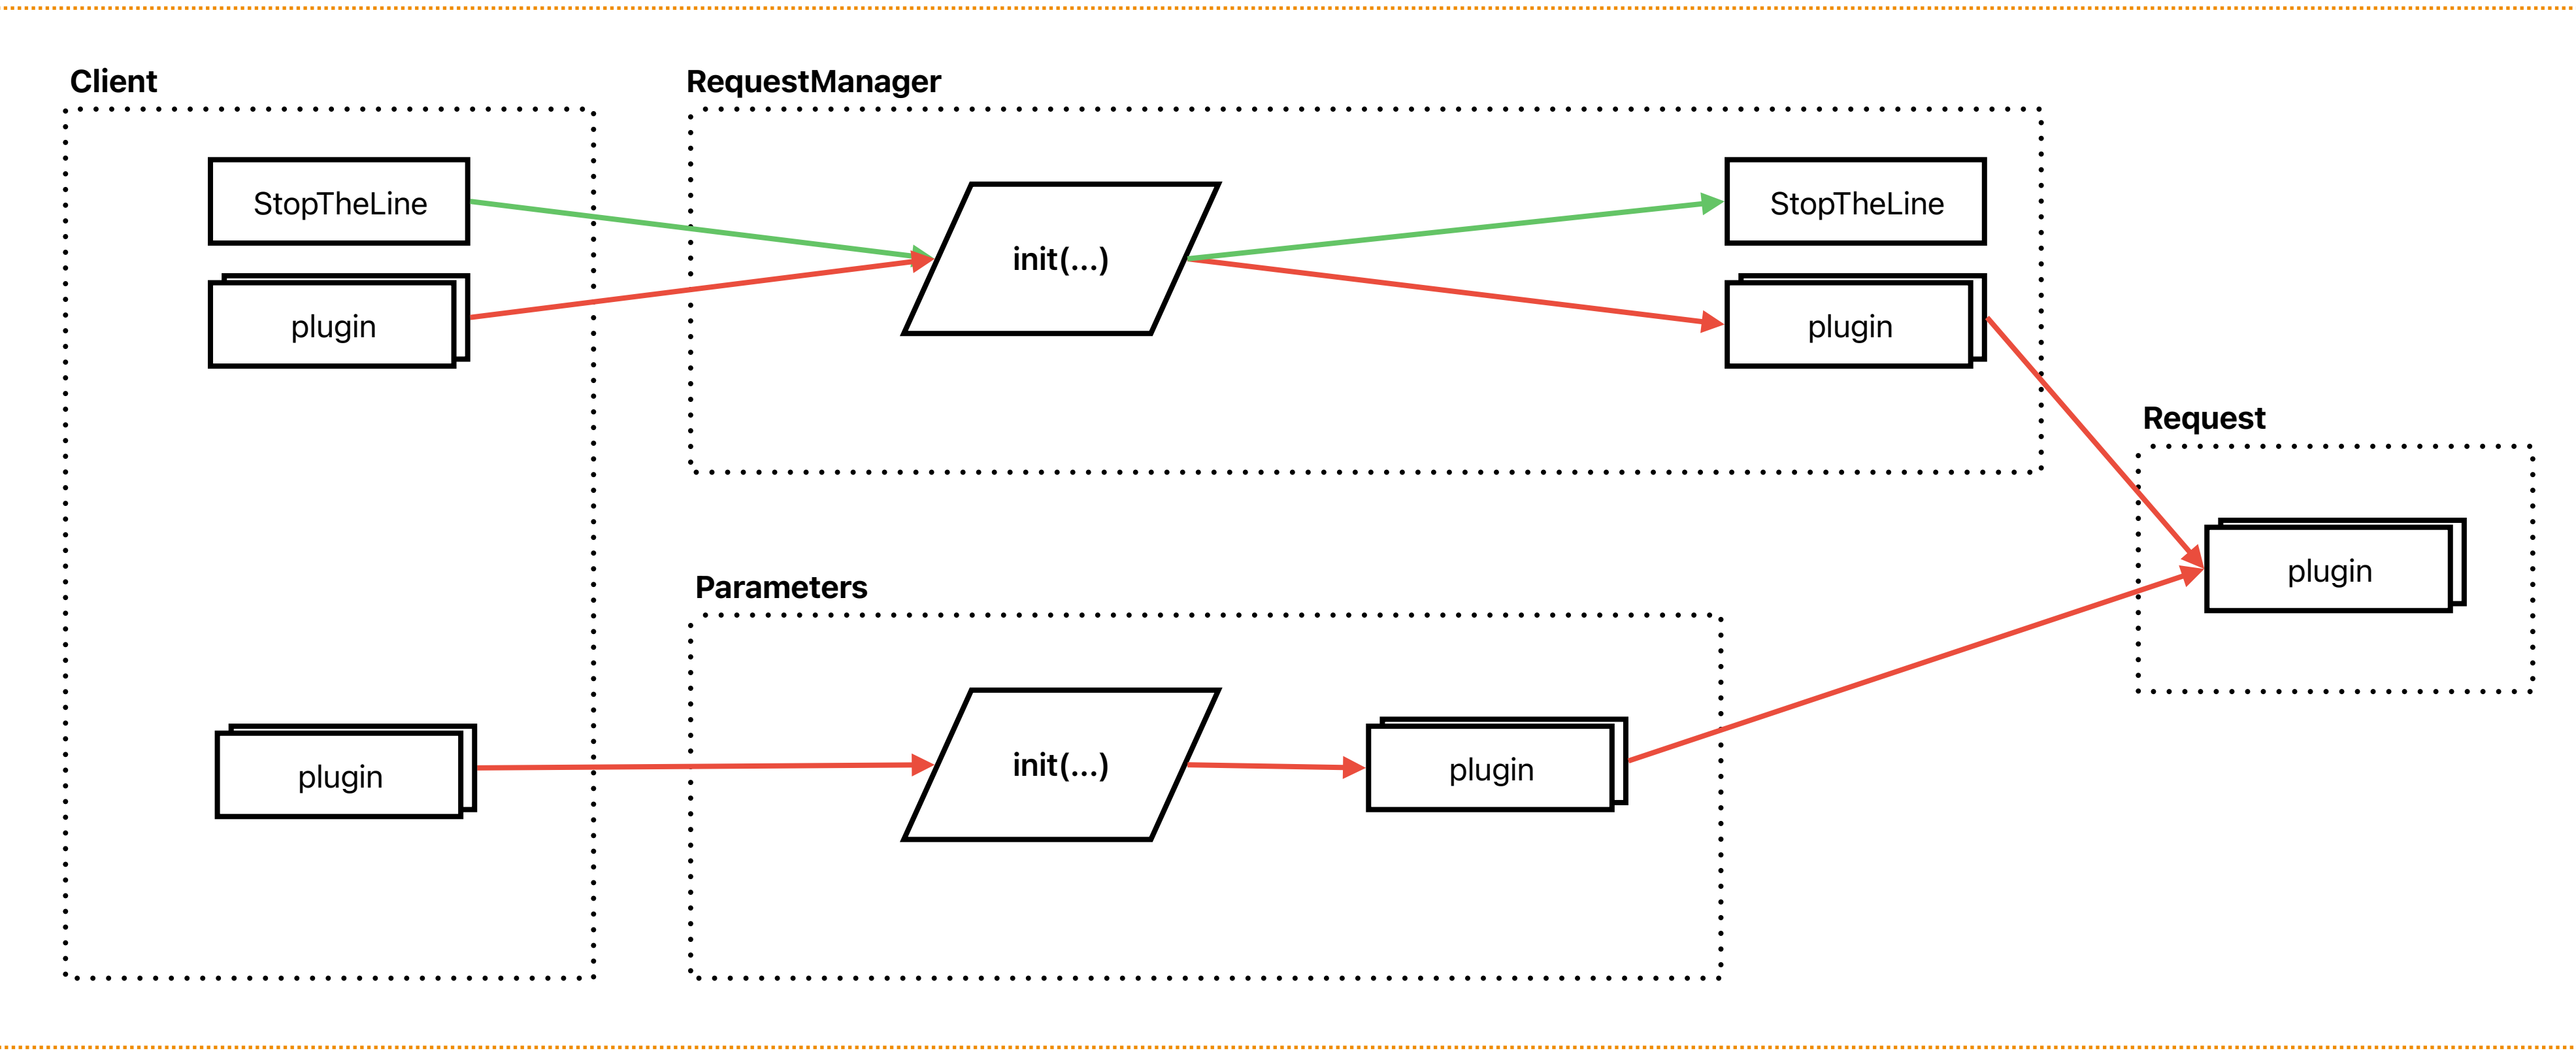 Client
RequestManager
StopTheLine
init(...)
StopTheLine
plugin
plugin
Request
plugin
Parameters
plugin
init(...)
plugin